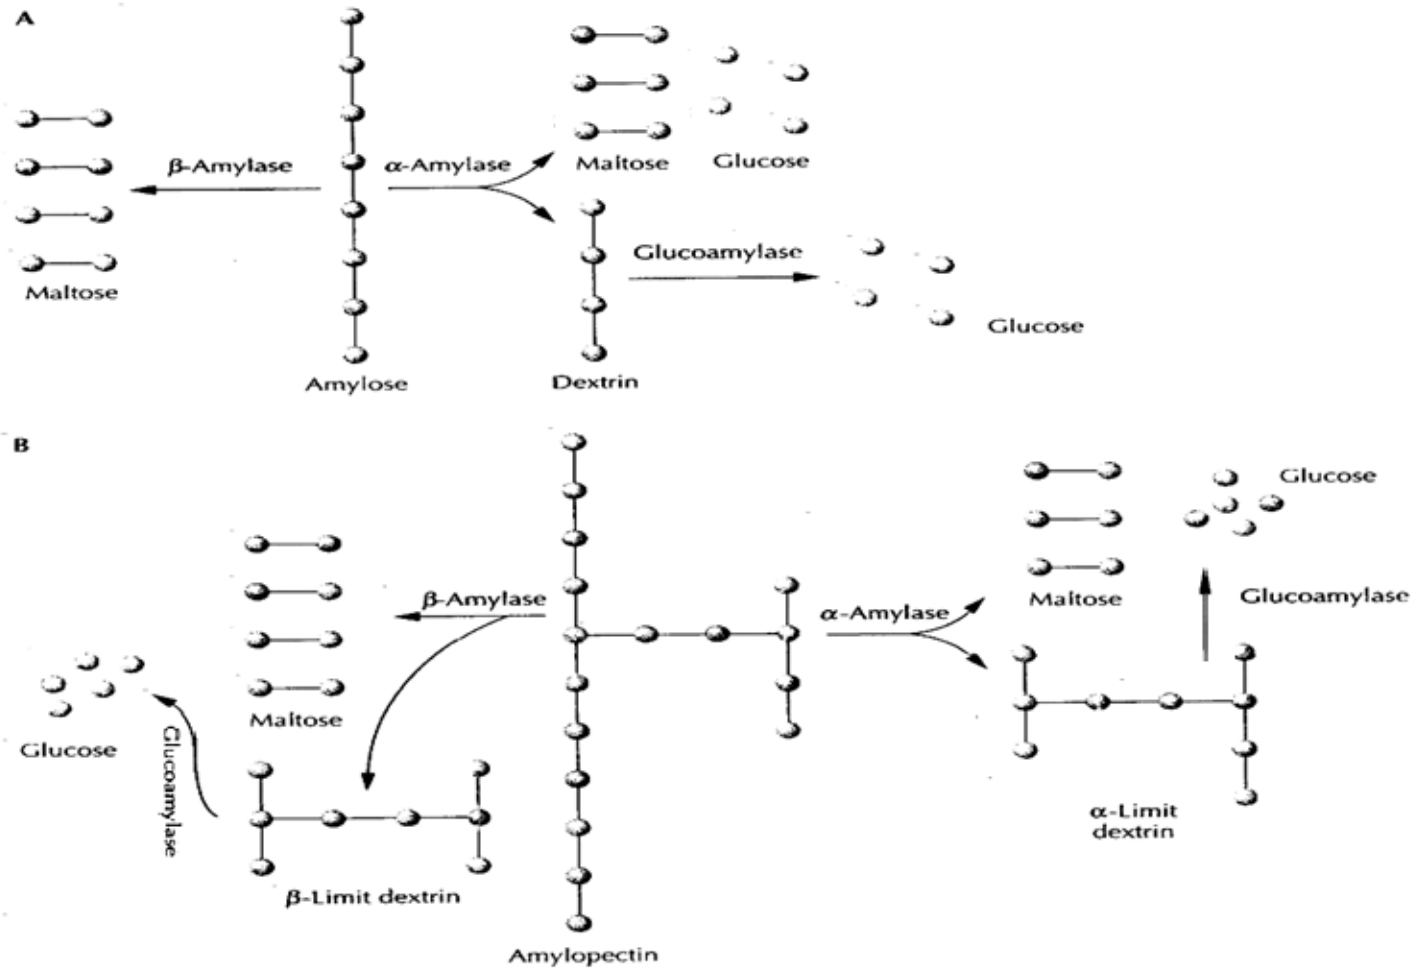 A
β-Amylase
α-Amylase
Maltose
Glucose
Maltose
Glucoamylase
Glucose
Amylose
Dextrin
B
Glucose
β-Amylase
α-Amylase
Maltose
Glucoamylase
Maltose
Glucose
Glucoamylase
α-Limit
dextrin
β-Limit dextrin
Amylopectin